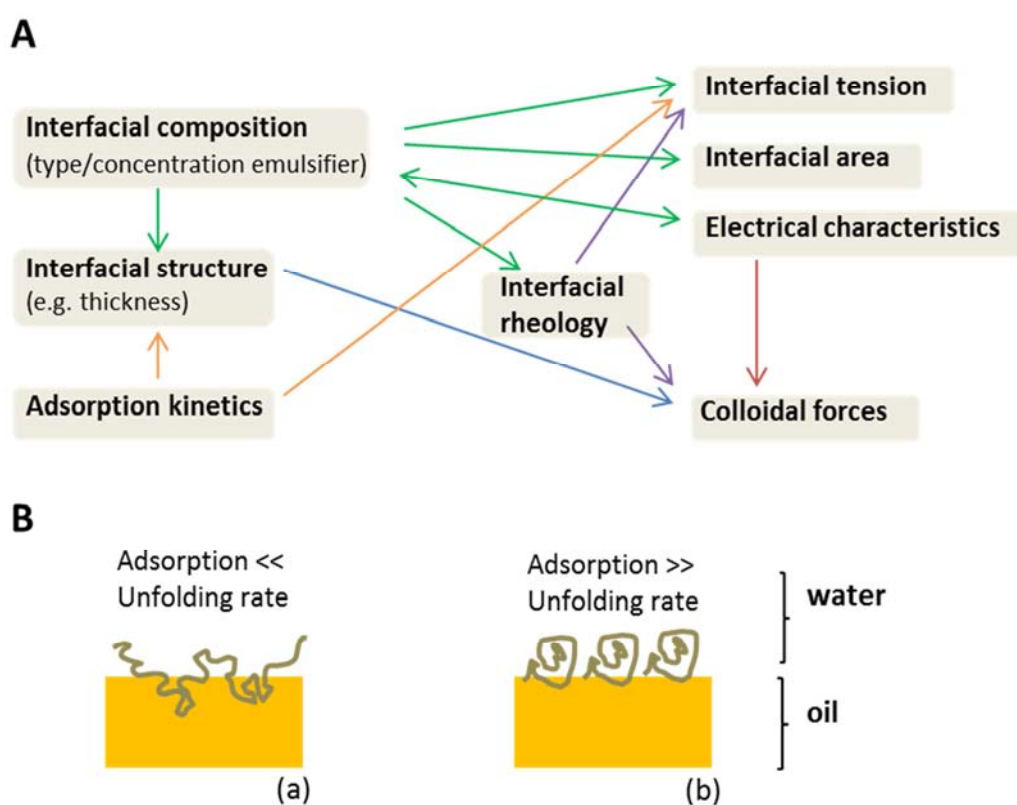 A
Interfacial composition
(type/concentration emulsifier)
Interfacial structure
(e.g. thickness)
Adsorption kinetics
Interfacial
rheology
Interfacial tension
Interfacial area
Electrical characteristics
Colloidal forces
B
Adsorption <<
Unfolding rate
(a)
Adsorption >>
Unfolding rate
(b)
water
oil